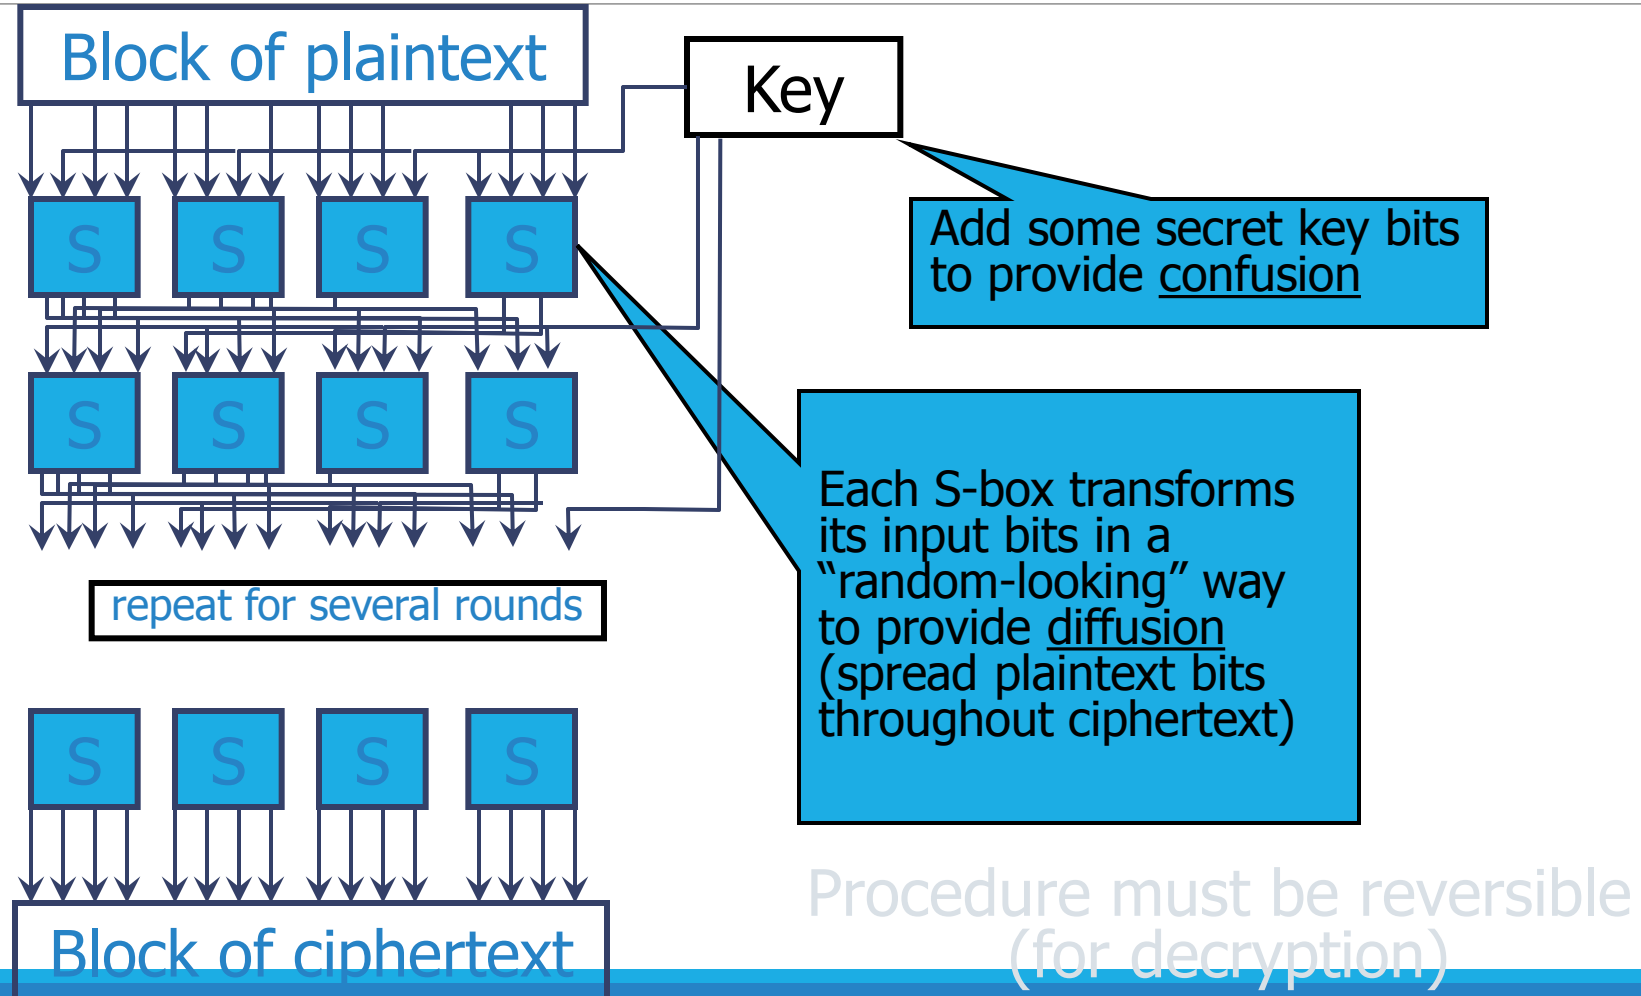 Block of plaintext
Key
Add some secret key bits
to provide confusion
S S S S
S S S S
Each S-box transforms
its input bits in a
“random-looking” way
to provide diffusion
(spread plaintext bits
throughout ciphertext)
repeat for several rounds
S S S S
Procedure must be reversible
(for decryption)
Block of ciphertext